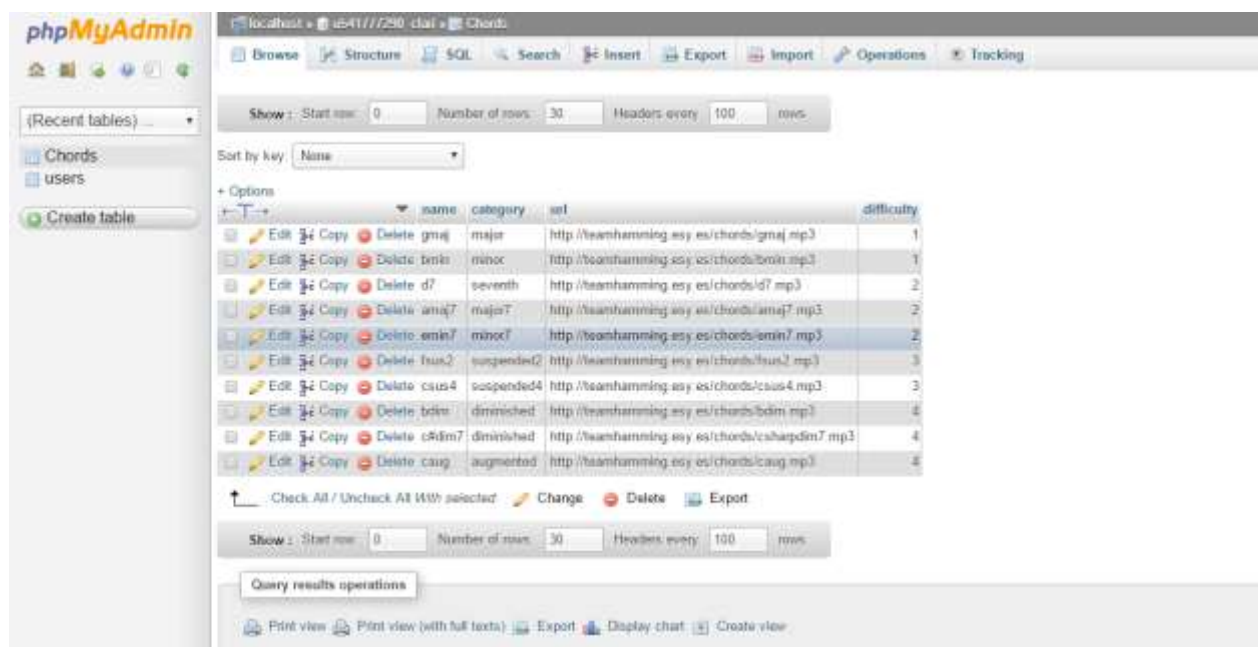 phpMyAdmin
localhost » u541777290_clari » Chords
Browse Structure SQL Search Insert Export Import Operations Tracking
(Recent tables) ...
Chords
users
Create table
Show : Start row: 0 Number of rows: 30 Headers every 100 rows
Sort by key: None
+ Options
←T→ name category url difficulty
Edit Copy Delete gmaj major http://teamhamming.esy.es/chords/gmaj.mp3 1
Edit Copy Delete bmin minor http://teamhamming.esy.es/chords/bmin.mp3 1
Edit Copy Delete d7 seventh http://teamhamming.esy.es/chords/d7.mp3 2
Edit Copy Delete amaj7 major7 http://teamhamming.esy.es/chords/amaj7.mp3 2
Edit Copy Delete emin7 minor7 http://teamhamming.esy.es/chords/emin7.mp3 2
Edit Copy Delete fsus2 suspended2 http://teamhamming.esy.es/chords/fsus2.mp3 3
Edit Copy Delete csus4 suspended4 http://teamhamming.esy.es/chords/csus4.mp3 3
Edit Copy Delete bdim diminished http://teamhamming.esy.es/chords/bdim.mp3 4
Edit Copy Delete c#dim7 diminished http://teamhamming.esy.es/chords/csharpdim7.mp3 4
Edit Copy Delete caug augmented http://teamhamming.esy.es/chords/caug.mp3 4
Check All / Uncheck All With selected: Change Delete Export
Show : Start row: 0 Number of rows: 30 Headers every 100 rows
Query results operations
Print view Print view (with full texts) Export Display chart Create view